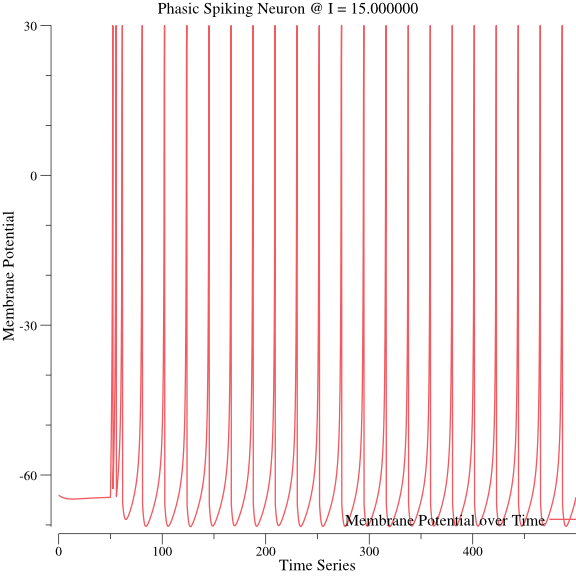 Phasic Spiking Neuron @ I = 15.000000
30
0
-30
-60
Membrane Potential
Membrane Potential over Time
0 100 200 300 400
Time Series